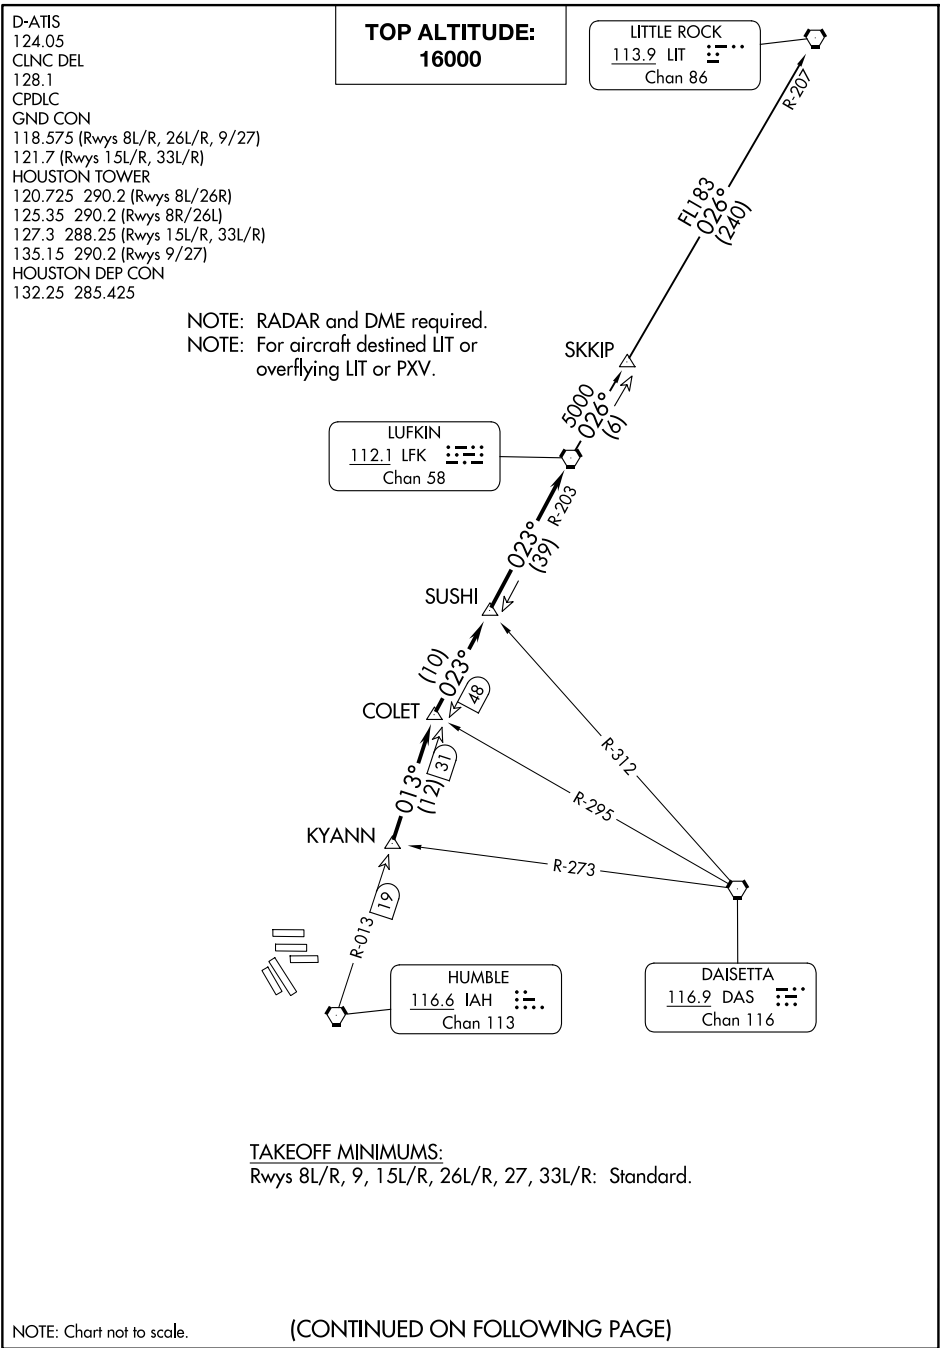 D-ATIS
124.05
CLNC DEL
128.1
CPDLC
GND CON
118.575 (Rwys 8L/R, 26L/R, 9/27)
121.7 (Rwys 15L/R, 33L/R)
HOUSTON TOWER
120.725 290.2 (Rwys 8L/26R)
125.35 290.2 (Rwys 8R/26L)
127.3 288.25 (Rwys 15L/R, 33L/R)
135.15 290.2 (Rwys 9/27)
HOUSTON DEP CON
132.25 285.425
TOP ALTITUDE:
16000
LITTLE ROCK
113.9 LIT
Chan 86
R-207
FL183
026°
(240)
NOTE: RADAR and DME required.
NOTE: For aircraft destined LIT or
overflying LIT or PXV.
SKKIP
5000
026°
(6)
LUFKIN
112.1 LFK
Chan 58
R-203
023°
(39)
SUSHI
(10)
023°
48
COLET
R-312
31
013°
(12)
R-295
KYANN
R-273
19
R-013
HUMBLE
116.6 IAH
Chan 113
DAISETTA
116.9 DAS
Chan 116
TAKEOFF MINIMUMS:
Rwys 8L/R, 9, 15L/R, 26L/R, 27, 33L/R: Standard.
NOTE: Chart not to scale.
(CONTINUED ON FOLLOWING PAGE)